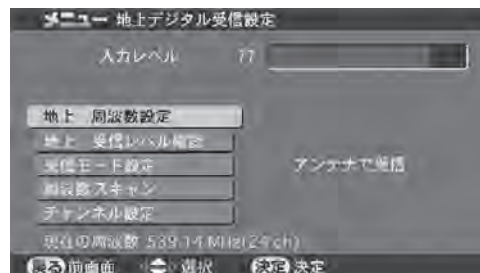 メニュー 地上デジタル受信設定
入力レベル 77
地上 周波数設定
地上 受信レベル確認
受信モード設定
周波数スキャン
チャンネル設定
アンテナで受信
現在の周波数 539.14 MHz(24ch)
戻る 前画面 選択 決定 決定